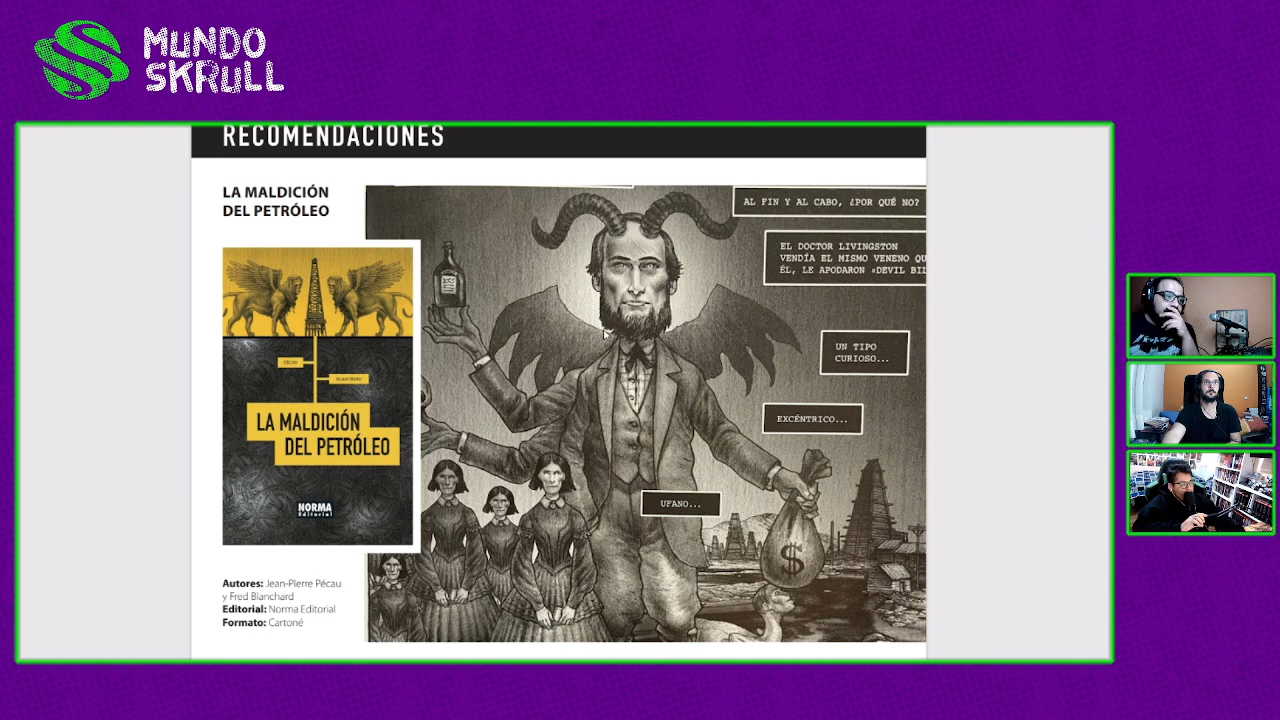 MUNDO
SKRULL
RECOMENDACIONES
LA MALDICIÓN
DEL PETRÓLEO
AL FIN Y AL CABO, ¿POR QUÉ NO?
EL DOCTOR LIVINGSTON
VENDÍA EL MISMO VENENO QU
ÉL, LE APODARON «DEVIL BIL
UN TIPO
CURIOSO...
EXCÉNTRICO...
UFANO...
$
PÉCAU
BLANCHARD
LA MALDICIÓN
DEL PETRÓLEO
NORMA
Editorial
Autores: Jean-Pierre Pécau
y Fred Blanchard
Editorial: Norma Editorial
Formato: Cartoné